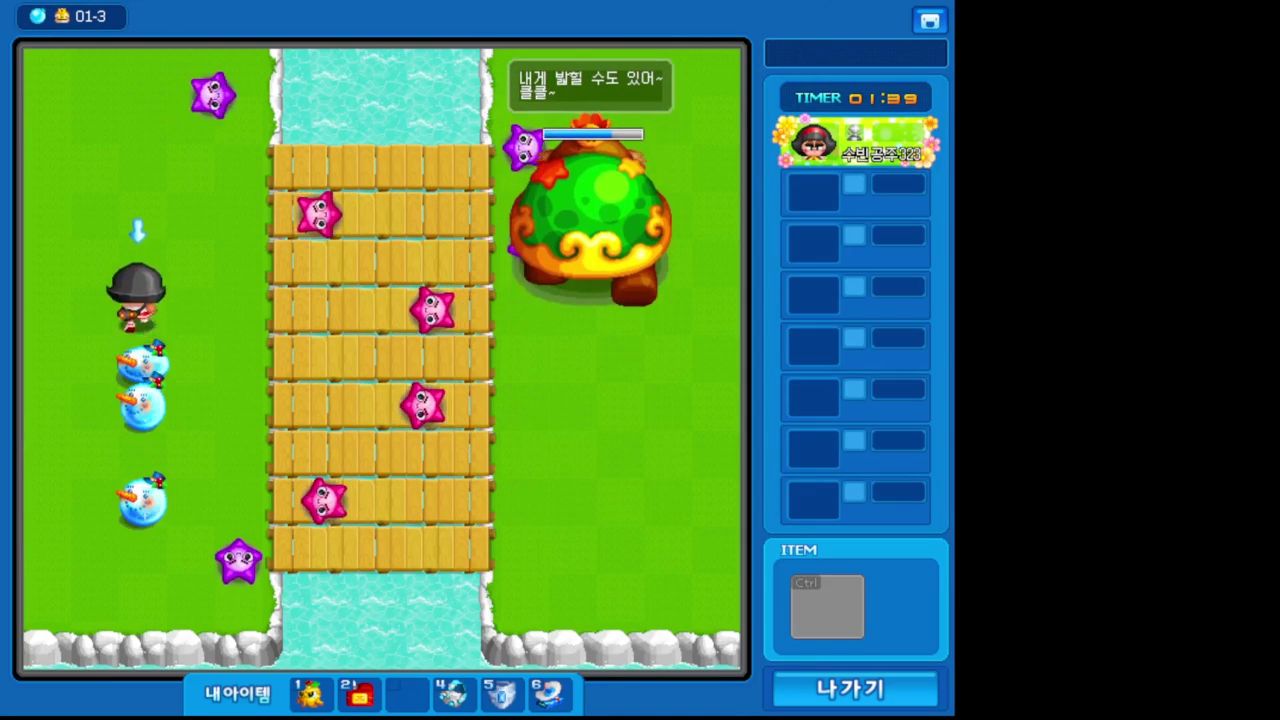 01-3
내게 밟힐 수도 있어~
클클~
TIMER 01:39
수빈공주323
ITEM
Ctrl
내아이템
1
2
4
5
6
나가기